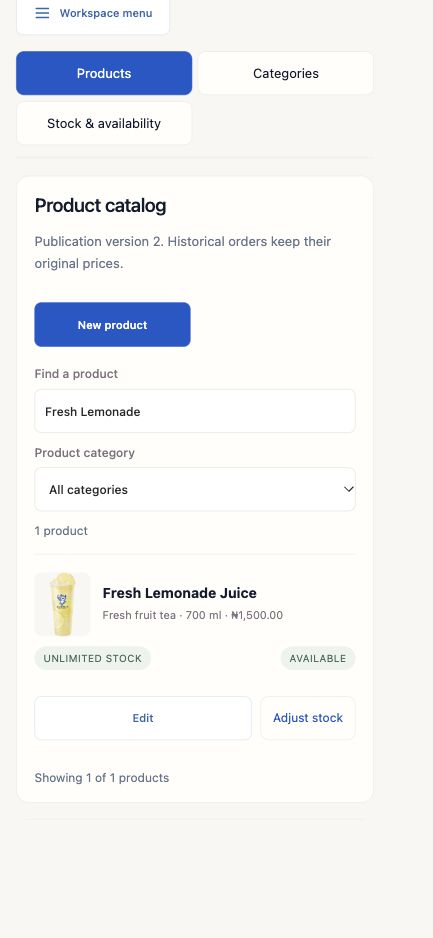 Workspace menu
Products
Categories
Stock & availability
Product catalog
Publication version 2. Historical orders keep their
original prices.
New product
Find a product
Fresh Lemonade
Product category
All categories
1 product
Fresh Lemonade Juice
Fresh fruit tea · 700 ml · ₦1,500.00
UNLIMITED STOCK
AVAILABLE
Edit
Adjust stock
Showing 1 of 1 products